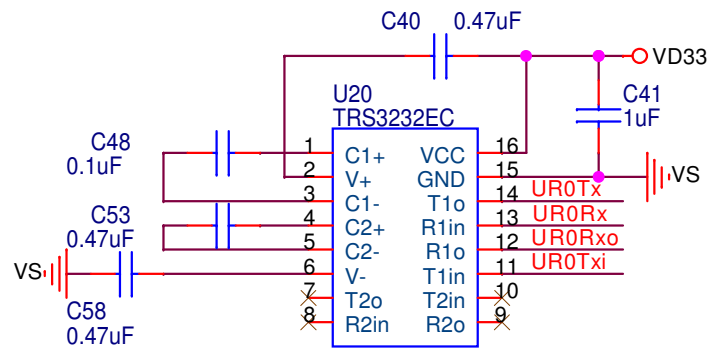 C40 0.47uF
VD33
U20
TRS3232EC
C41
1uF
C48
0.1uF
1 C1+ VCC 16
2 V+ GND 15
VS
3 C1- T1o 14 UR0Tx
C53
4 C2+ R1in 13 UR0Rx
0.47uF
5 C2- R1o 12 UR0Rxo
VS
6 V- T1in 11 UR0Txi
7 T2o T2in 10
C58
8 R2in R2o 9
0.47uF